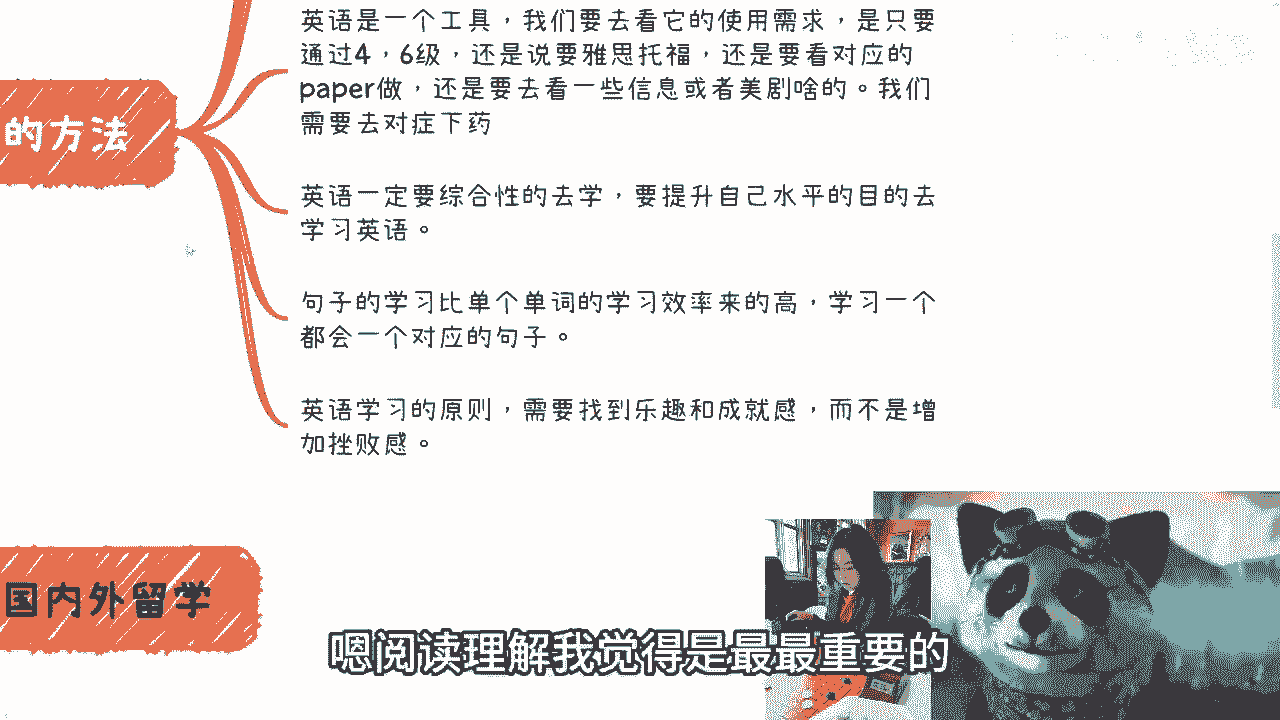 英语是一个工具，我们要去看它的使用需求，是只要
通过4，6级，还是说要雅思托福，还是要看对应的
paper做，还是要去看一些信息或者美剧啥的。我们
需要去对症下药
的方法
英语一定要综合性的去学，要提升自己水平的目的去
学习英语。
句子的学习比单个单词的学习效率来的高，学习一个
都会一个对应的句子。
英语学习的原则，需要找到乐趣和成就感，而不是增
加挫败感。
国内外留学
嗯阅读理解我觉得是最最重要的